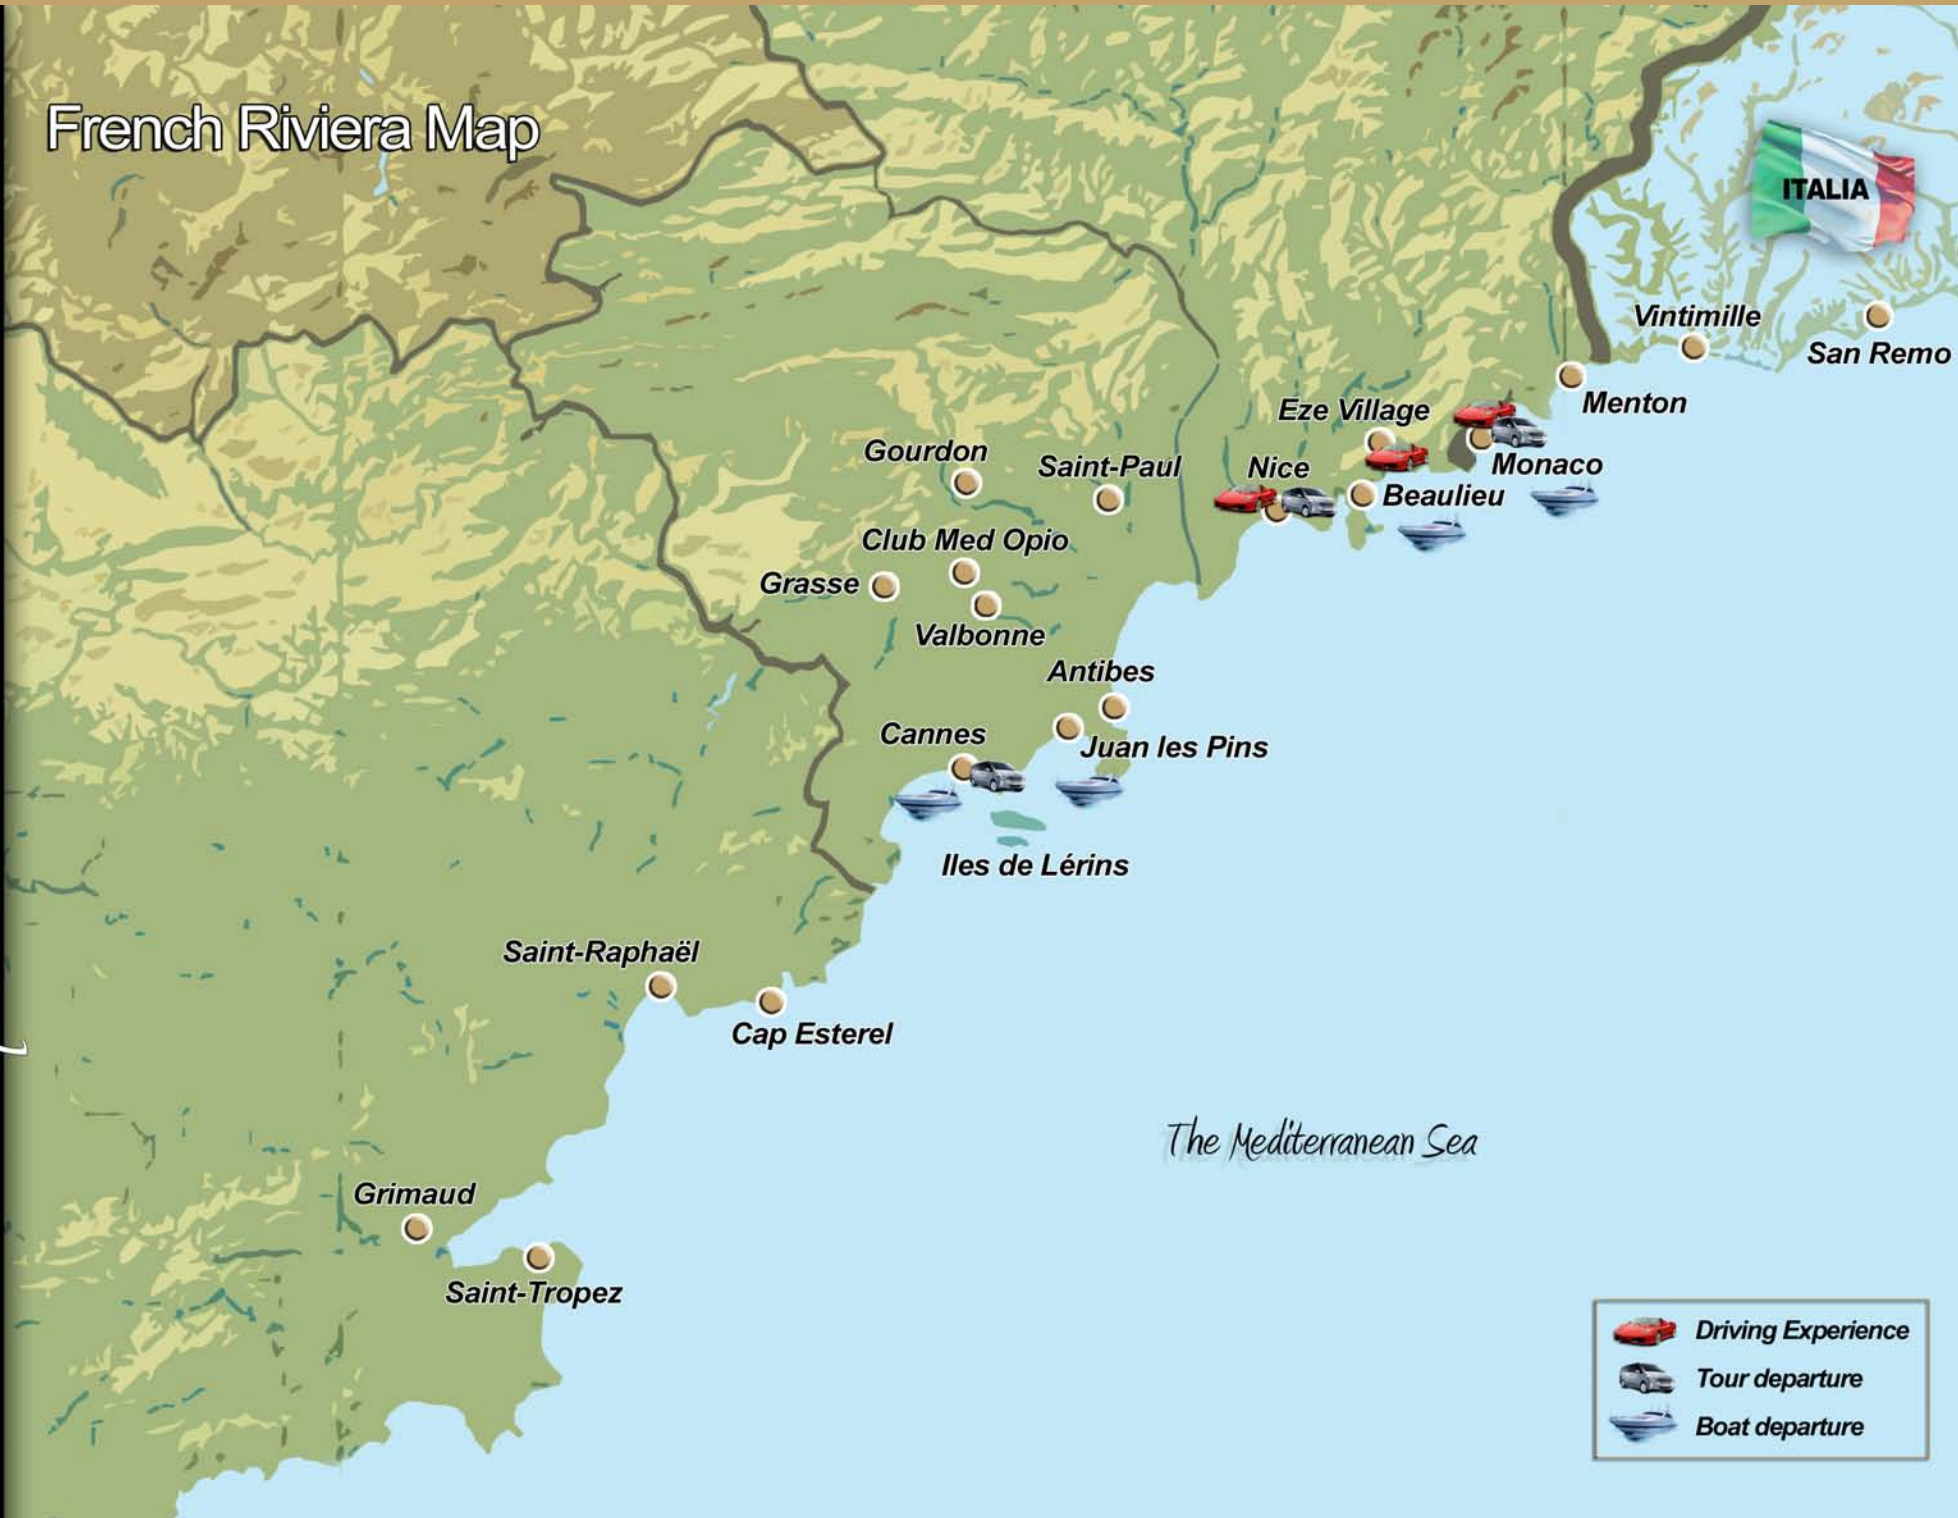 French Riviera Map
ITALIA
Vintimille
San Remo
Menton
Eze Village
Monaco
Gourdon
Saint-Paul
Nice
Beaulieu
Club Med Opio
Grasse
Valbonne
Antibes
Cannes
Juan les Pins
Iles de Lérins
Saint-Raphaël
Cap Esterel
The Mediterranean Sea
Grimaud
Saint-Tropez
Driving Experience
Tour departure
Boat departure